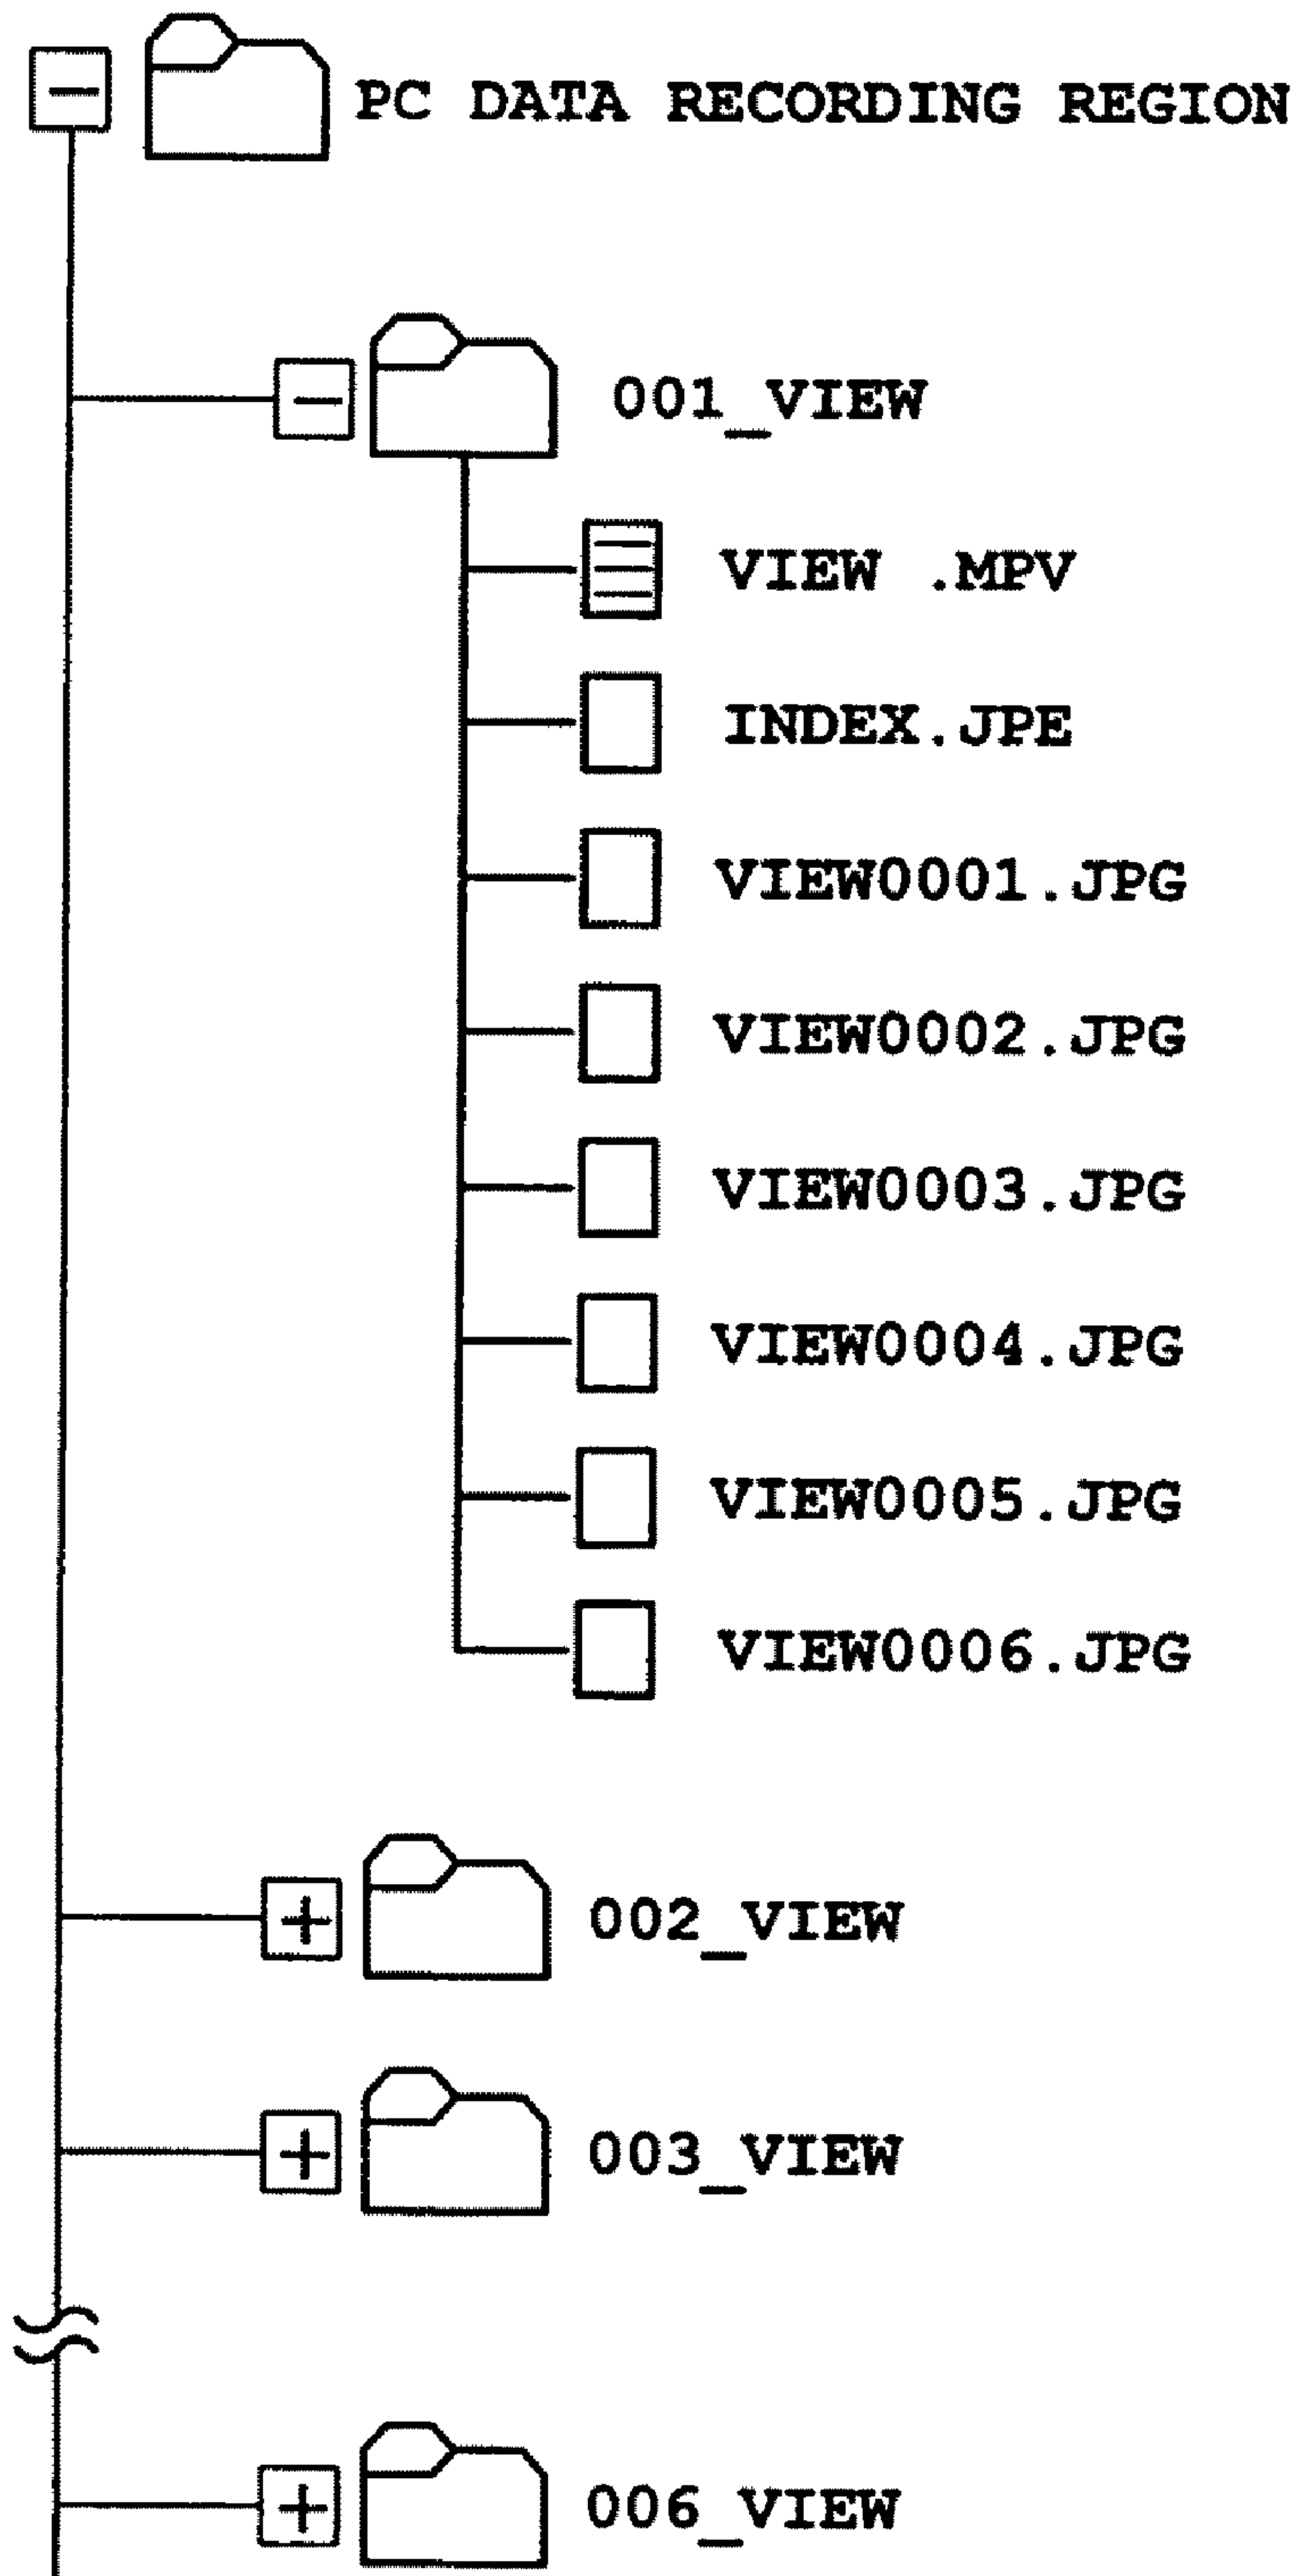 PC DATA RECORDING REGION
001_VIEW
VIEW .MPV
INDEX.JPE
VIEW0001.JPG
VIEW0002.JPG
VIEW0003.JPG
VIEW0004.JPG
VIEW0005.JPG
VIEW0006.JPG
002_VIEW
003_VIEW
006_VIEW